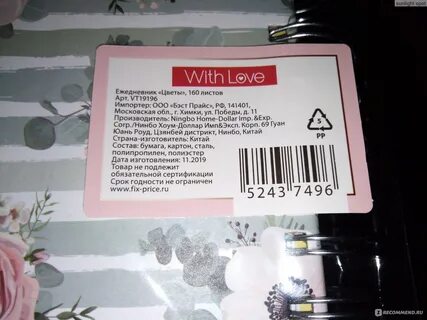 With Love
Ежедневник «Цветы», 160 листов
Арт. VT19196
Импортер: ООО «Бэст Прайс», РФ, 141401,
Московская обл., г. Химки, ул. Победы, д. 11
Производитель: Ningbo Home-Dollar Imp.&Exp.
Corp./Нинбо Хоум-Доллар Имп&Эксп. Корп. 69 Гуан
Юань Роуд, Цзянбей дистрикт, Нинбо, Китай
Страна-изготовитель: Китай
Состав: бумага, картон, сталь,
полипропилен, полиэстер
Дата изготовления: 11.2019
Товар не подлежит
обязательной сертификации
Срок годности не ограничен
www.fix-price.ru
5
PP
5243 7496
IRECOMMEND.RU